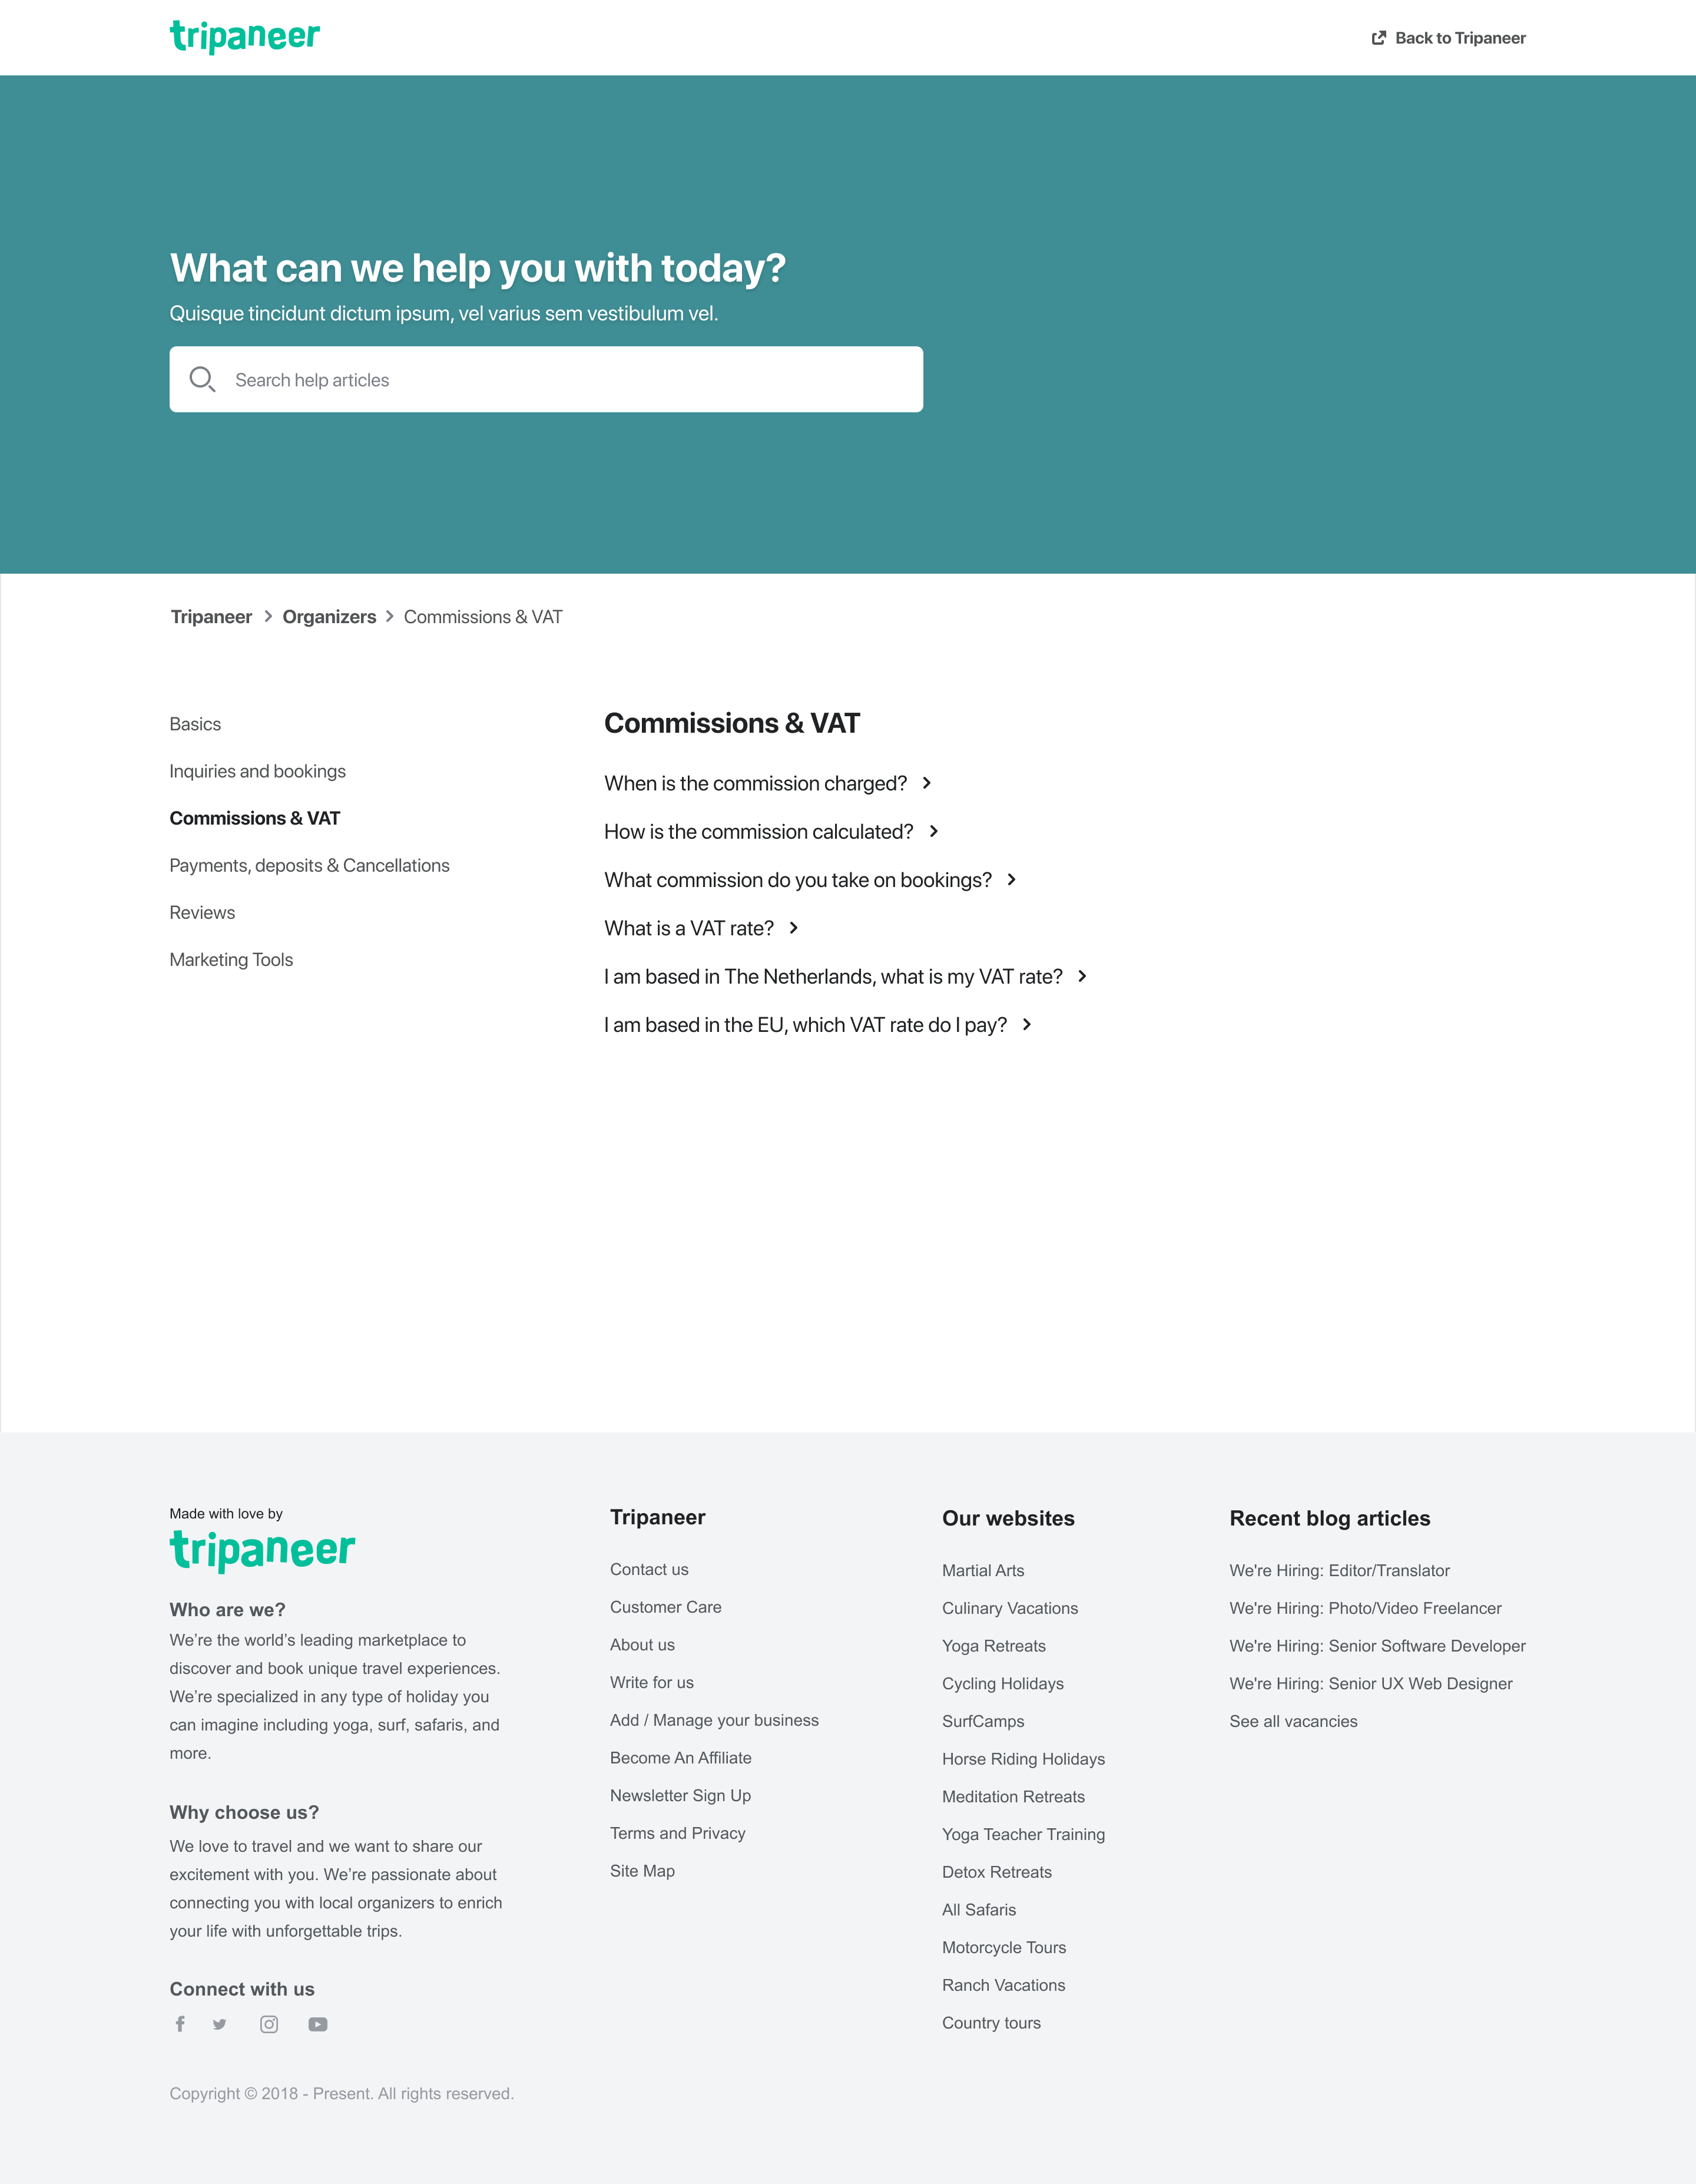 tripaneer
Back to Tripaneer
What can we help you with today?
Quisque tincidunt dictum ipsum, vel varius sem vestibulum vel.
Search help articles
Tripaneer > Organizers > Commissions & VAT
Basics
Inquiries and bookings
Commissions & VAT
Payments, deposits & Cancellations
Reviews
Marketing Tools
Commissions & VAT
When is the commission charged?
How is the commission calculated?
What commission do you take on bookings?
What is a VAT rate?
I am based in The Netherlands, what is my VAT rate?
I am based in the EU, which VAT rate do I pay?
Made with love by
tripaneer
Who are we?
We’re the world’s leading marketplace to
discover and book unique travel experiences.
We’re specialized in any type of holiday you
can imagine including yoga, surf, safaris, and
more.
Why choose us?
We love to travel and we want to share our
excitement with you. We’re passionate about
connecting you with local organizers to enrich
your life with unforgettable trips.
Connect with us
Copyright © 2018 - Present. All rights reserved.
Tripaneer
Contact us
Customer Care
About us
Write for us
Add / Manage your business
Become An Affiliate
Newsletter Sign Up
Terms and Privacy
Site Map
Our websites
Martial Arts
Culinary Vacations
Yoga Retreats
Cycling Holidays
SurfCamps
Horse Riding Holidays
Meditation Retreats
Yoga Teacher Training
Detox Retreats
All Safaris
Motorcycle Tours
Ranch Vacations
Country tours
Recent blog articles
We're Hiring: Editor/Translator
We're Hiring: Photo/Video Freelancer
We're Hiring: Senior Software Developer
We're Hiring: Senior UX Web Designer
See all vacancies